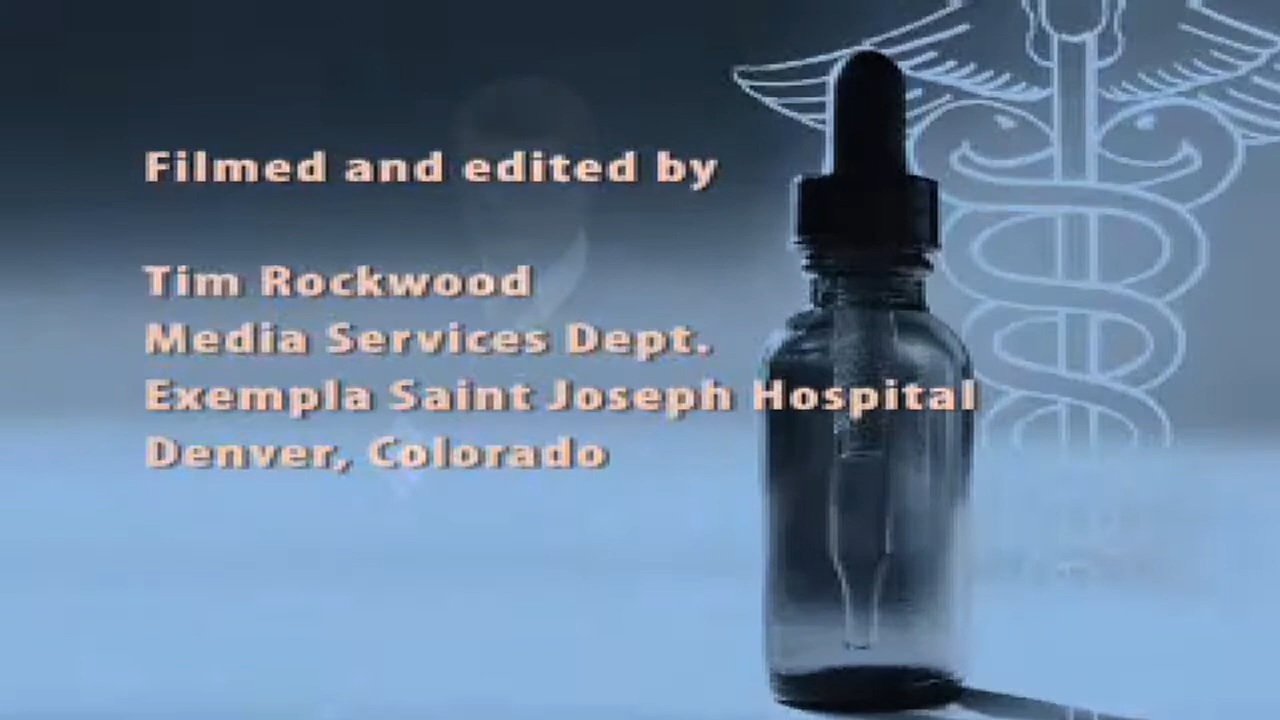 Filmed and edited by
Tim Rockwood
Media Services Dept.
Exempla Saint Joseph Hospital
Denver, Colorado